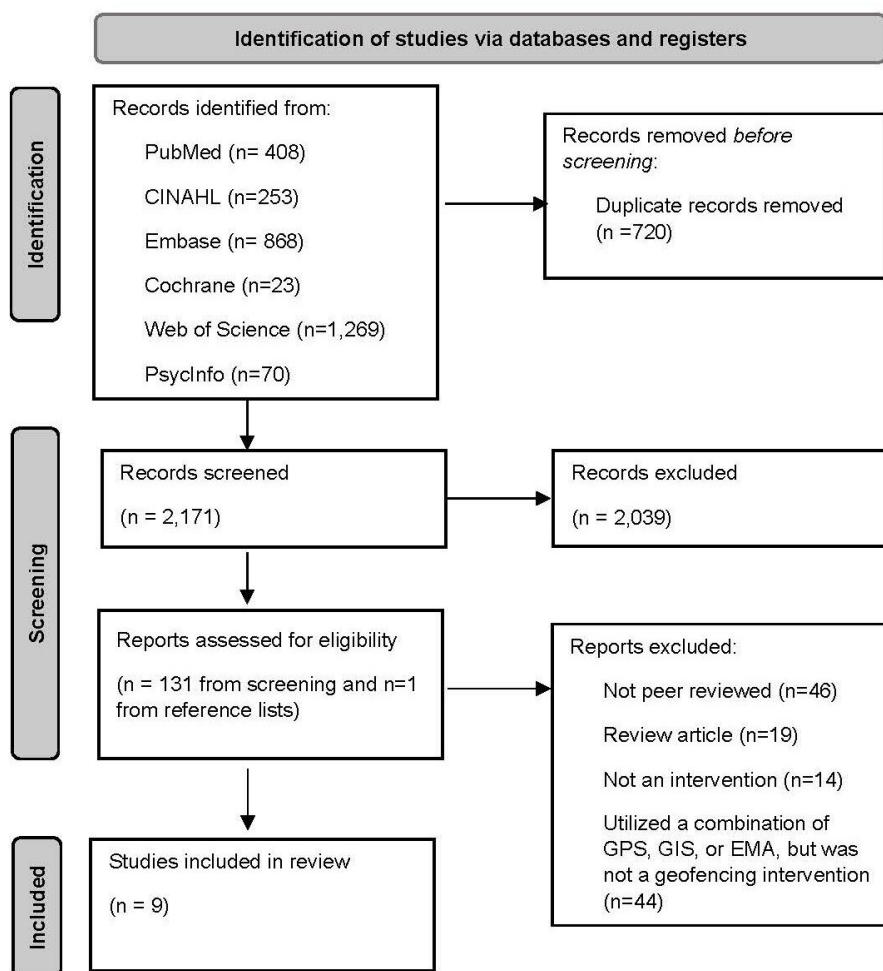 Identification of studies via databases and registers
Identification
Records identified from:
PubMed (n= 408)
CINAHL (n=253)
Embase (n= 868)
Cochrane (n=23)
Web of Science (n=1,269)
PsycInfo (n=70)
Records removed before
screening:
Duplicate records removed
(n =720)
Screening
Records screened
(n = 2,171)
Records excluded
(n = 2,039)
Reports assessed for eligibility
(n = 131 from screening and n=1
from reference lists)
Reports excluded:
Not peer reviewed (n=46)
Review article (n=19)
Not an intervention (n=14)
Utilized a combination of
GPS, GIS, or EMA, but was
not a geofencing intervention
(n=44)
Included
Studies included in review
(n = 9)